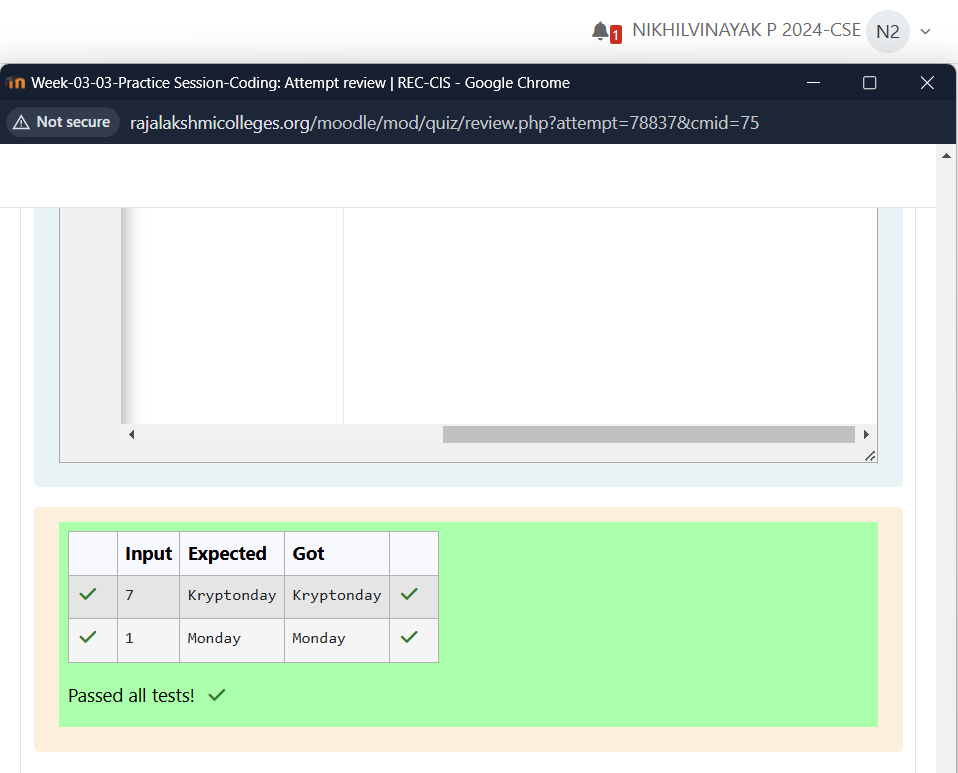 1 NIKHILVINAYAK P 2024-CSE N2
Week-03-03-Practice Session-Coding: Attempt review | REC-CIS - Google Chrome
Not secure rajalakshmicolleges.org/moodle/mod/quiz/review.php?attempt=78837&cmid=75
Input Expected Got
7 Kryptonday Kryptonday
1 Monday Monday
Passed all tests!